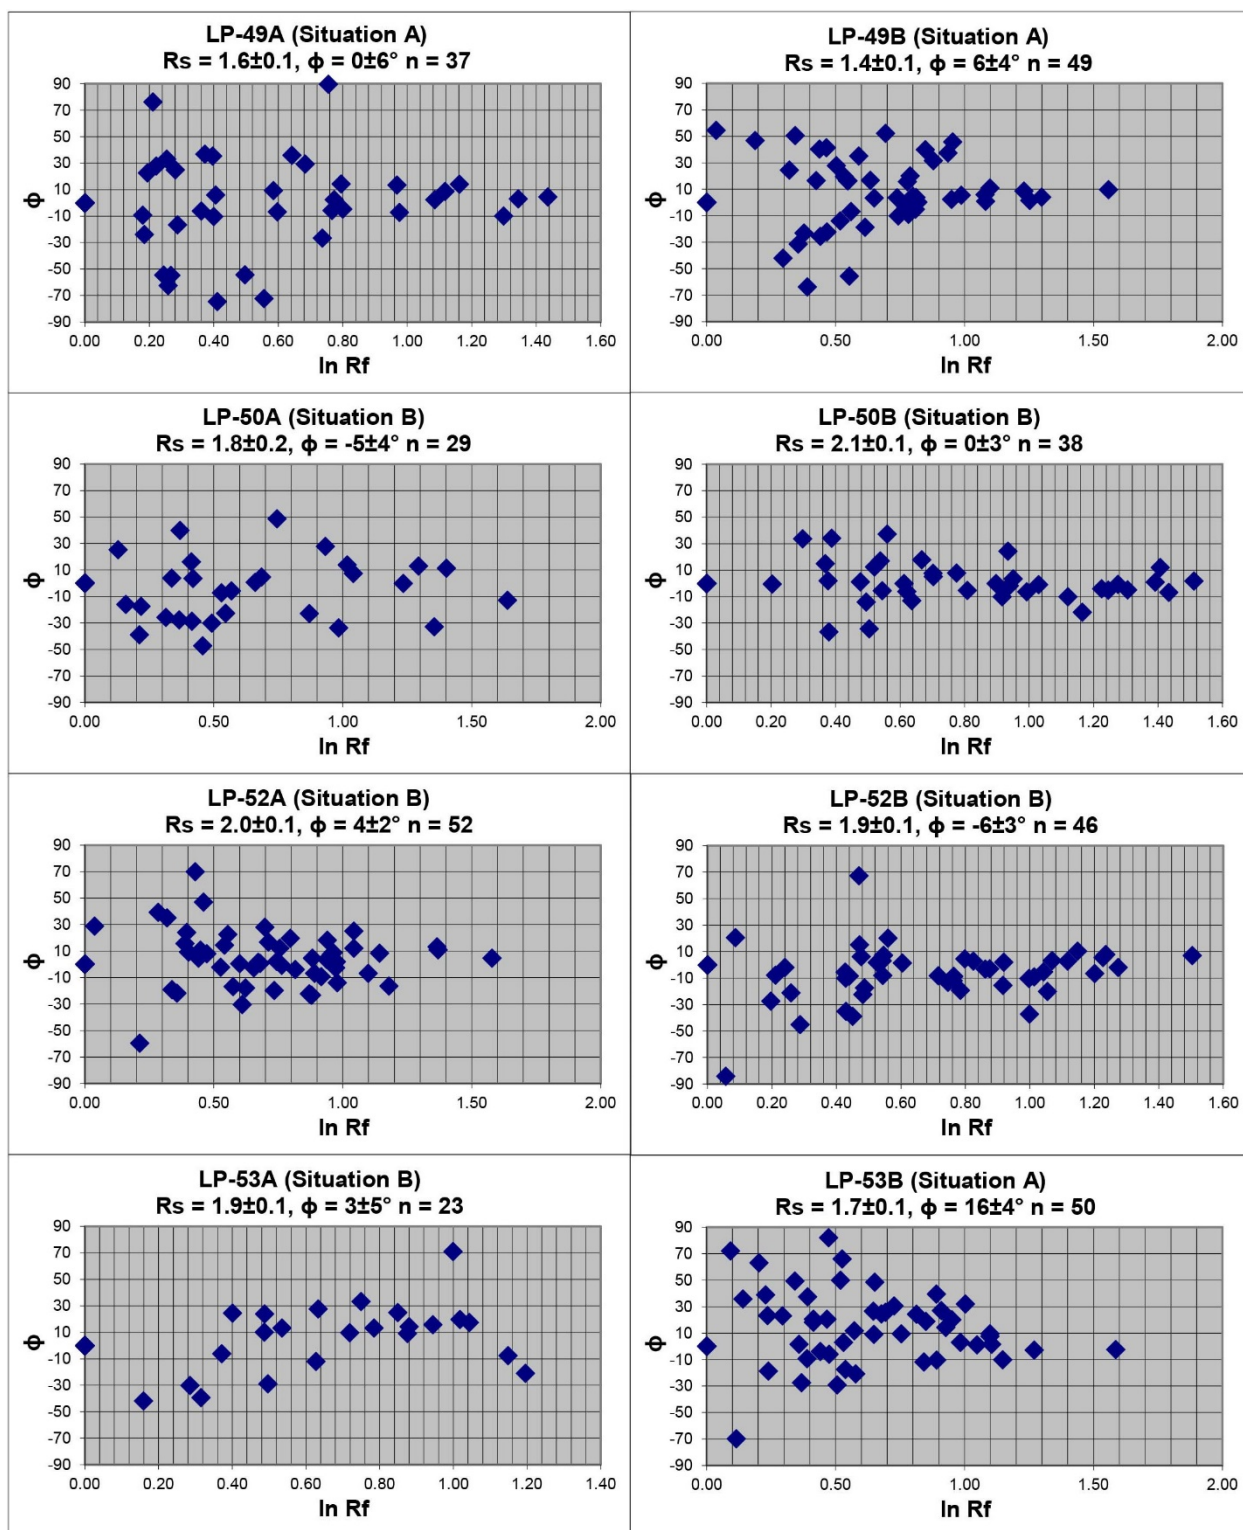 LP-49A (Situation A)
Rs = 1.6±0.1, ϕ = 0±6° n = 37
90
70
50
30
10
-10
-30
-50
-70
-90
ϕ
0.00 0.20 0.40 0.60 0.80 1.00 1.20 1.40 1.60
ln Rf
LP-49B (Situation A)
Rs = 1.4±0.1, ϕ = 6±4° n = 49
90
70
50
30
10
-10
-30
-50
-70
-90
ϕ
0.00 0.50 1.00 1.50 2.00
ln Rf
LP-50A (Situation B)
Rs = 1.8±0.2, ϕ = -5±4° n = 29
90
70
50
30
10
-10
-30
-50
-70
-90
ϕ
0.00 0.50 1.00 1.50 2.00
ln Rf
LP-50B (Situation B)
Rs = 2.1±0.1, ϕ = 0±3° n = 38
90
70
50
30
10
-10
-30
-50
-70
-90
ϕ
0.00 0.20 0.40 0.60 0.80 1.00 1.20 1.40 1.60
ln Rf
LP-52A (Situation B)
Rs = 2.0±0.1, ϕ = 4±2° n = 52
90
70
50
30
10
-10
-30
-50
-70
-90
ϕ
0.00 0.50 1.00 1.50 2.00
ln Rf
LP-52B (Situation B)
Rs = 1.9±0.1, ϕ = -6±3° n = 46
90
70
50
30
10
-10
-30
-50
-70
-90
ϕ
0.00 0.20 0.40 0.60 0.80 1.00 1.20 1.40 1.60
ln Rf
LP-53A (Situation B)
Rs = 1.9±0.1, ϕ = 3±5° n = 23
90
70
50
30
10
-10
-30
-50
-70
-90
ϕ
0.00 0.20 0.40 0.60 0.80 1.00 1.20 1.40
ln Rf
LP-53B (Situation A)
Rs = 1.7±0.1, ϕ = 16±4° n = 50
90
70
50
30
10
-10
-30
-50
-70
-90
ϕ
0.00 0.50 1.00 1.50 2.00
ln Rf